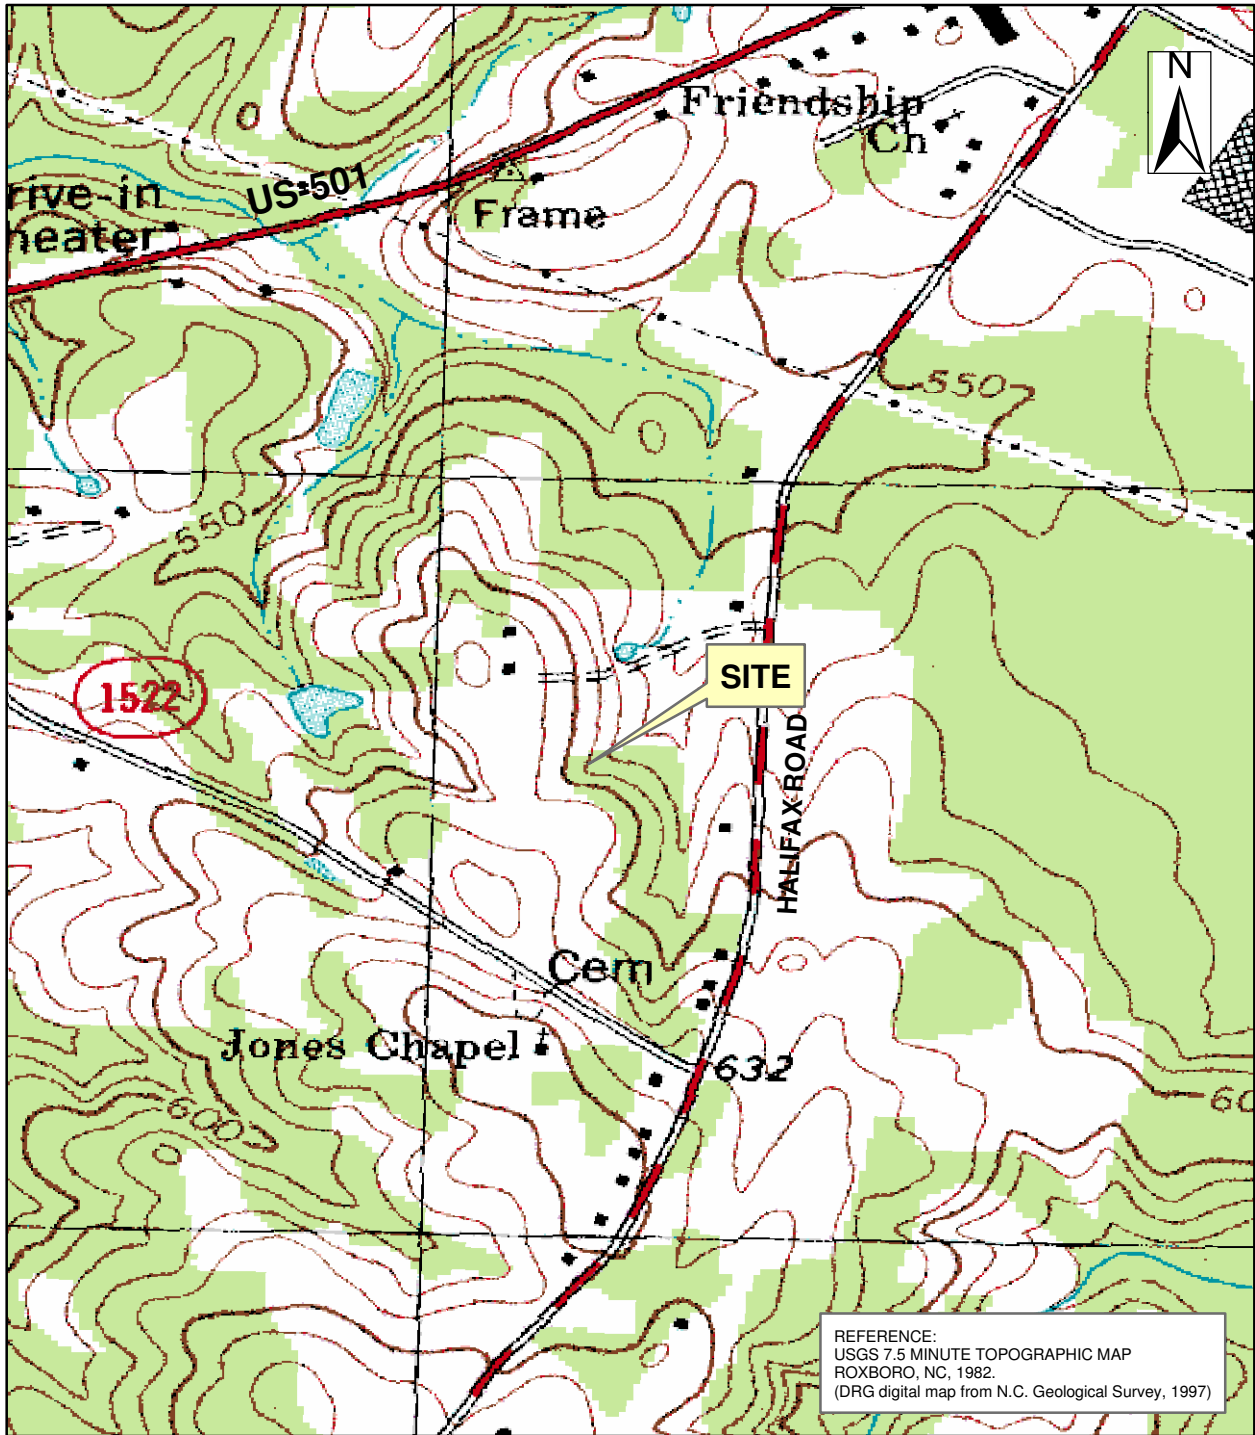 N
Friendship
Ch
US 501
rive-in
heater
Frame
550
550
SITE
1522
HALIFAX ROAD
Cem
Jones Chapel
632
600
60
REFERENCE:
USGS 7.5 MINUTE TOPOGRAPHIC MAP
ROXBORO, NC, 1982.
(DRG digital map from N.C. Geological Survey, 1997)